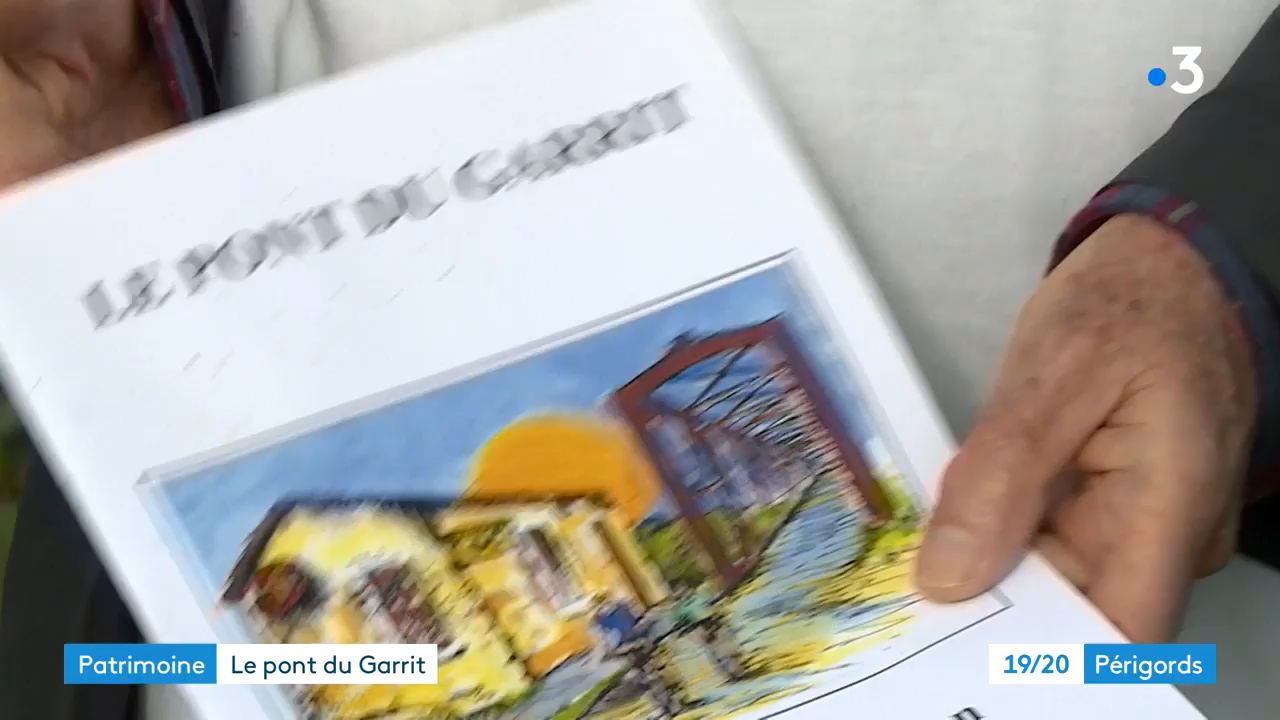 3
LE PONT DU GARRIT
Patrimoine Le pont du Garrit
19/20 Périgords